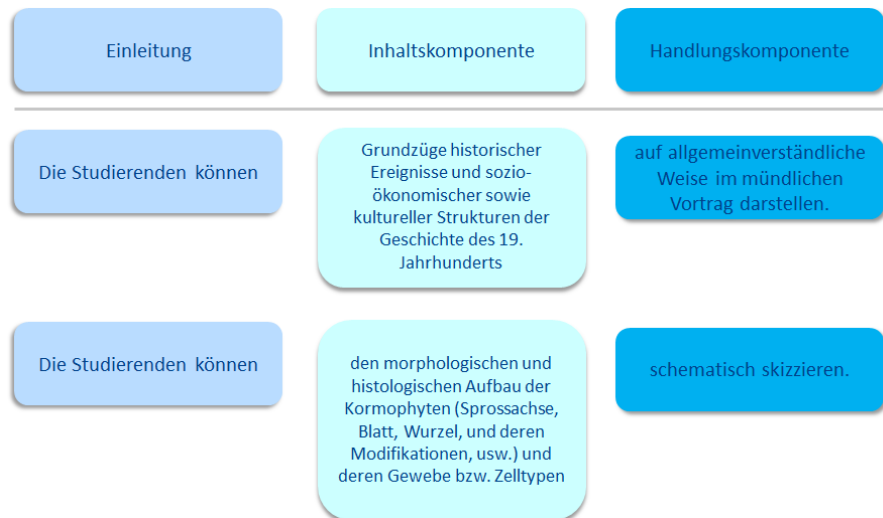 Einleitung
Inhaltskomponente
Handlungskomponente
Die Studierenden können
Grundzüge historischer
Ereignisse und sozio-
ökonomischer sowie
kultureller Strukturen der
Geschichte des 19.
Jahrhunderts
auf allgemeinverständliche
Weise im mündlichen
Vortrag darstellen.
Die Studierenden können
den morphologischen und
histologischen Aufbau der
Kormophyten (Sprossachse,
Blatt, Wurzel, und deren
Modifikationen, usw.) und
deren Gewebe bzw. Zelltypen
schematisch skizzieren.